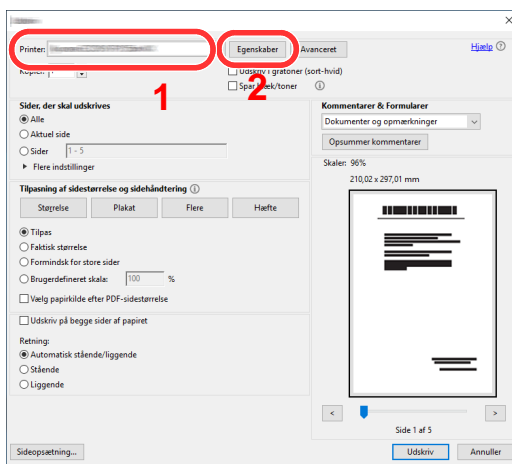 Printer:
Egenskaber
Avanceret
Hjælp
1
2
Udskriv i gråtoner (sort-hvid)
Spar blæk/toner
Sider, der skal udskrives
Alle
Aktuel side
Sider 1 - 5
Flere indstillinger
Tilpasning af sidestørrelse og sidehåndtering
Størrelse Plakat Flere Hæfte
Tilpas
Faktisk størrelse
Formindsk for store sider
Brugerdefineret skala: 100 %
Vælg papirkilde efter PDF-sidestørrelse
Udskriv på begge sider af papiret
Retning:
Automatisk stående/liggende
Stående
Liggende
Kommentarer & Formularer
Dokumenter og opmærkninger
Opsummer kommentarer
Skaler: 96%
210,02 x 297,01 mm
< >
Side 1 af 5
Sideopsætning...
Udskriv Annuller